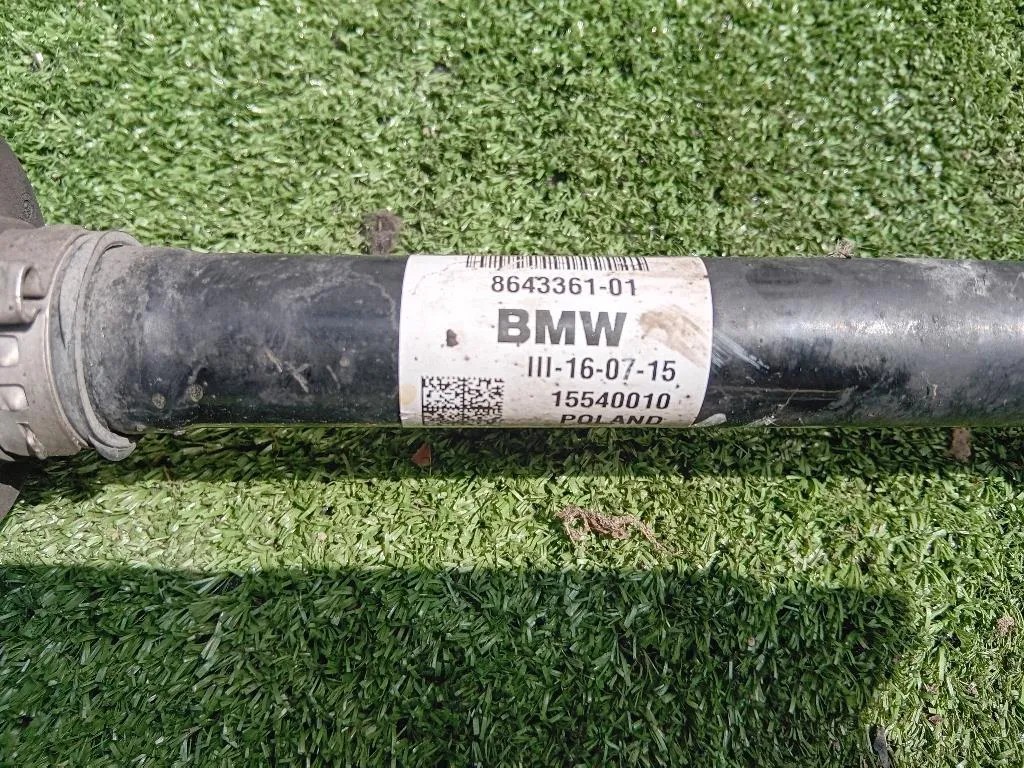 8643361-01
BMW
III-16-07-15
15540010
POLAND